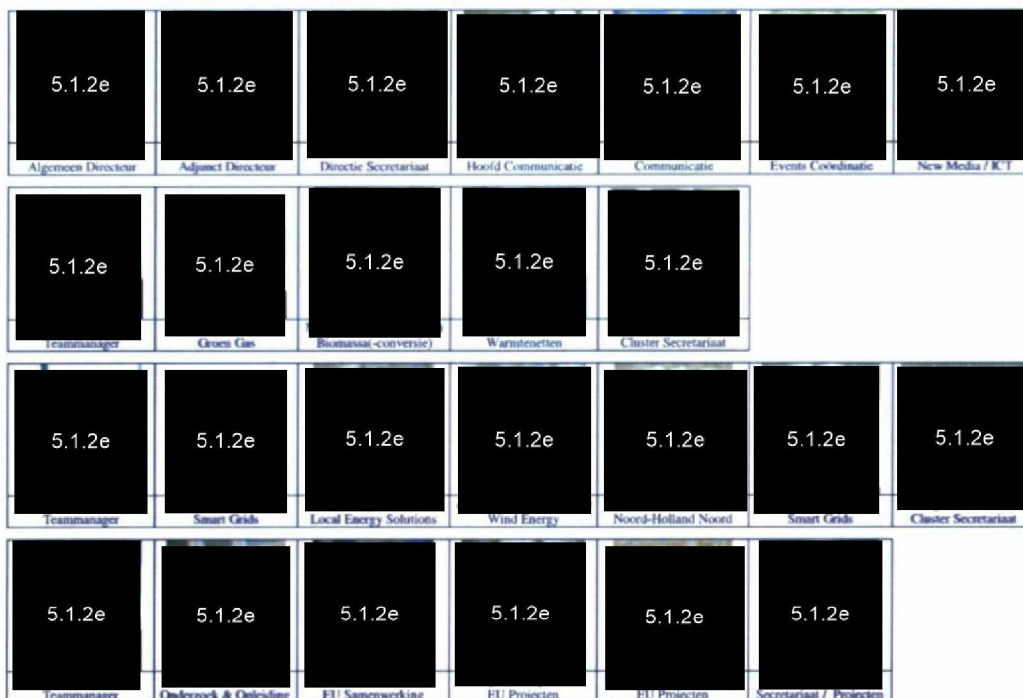 5.1.2e 5.1.2e 5.1.2e 5.1.2e 5.1.2e 5.1.2e 5.1.2e
Algemeen Directeur Adjunct Directeur Directie Secretariaat Hoofd Communicatie Communicatie Events Coördinatie New Media / ICT
5.1.2e 5.1.2e 5.1.2e 5.1.2e 5.1.2e
Teammanager Groen Gas Biomassa(-conversie) Warmtenetten Cluster Secretariaat
5.1.2e 5.1.2e 5.1.2e 5.1.2e 5.1.2e 5.1.2e 5.1.2e
Teammanager Smart Grids Local Energy Solutions Wind Energy Noord-Holland Noord Smart Grids Cluster Secretariaat
5.1.2e 5.1.2e 5.1.2e 5.1.2e 5.1.2e 5.1.2e
Teammanager Onderzoek & Opleiding EU Samenwerking EU Projecten EU Projecten Secretariaat / Projecten